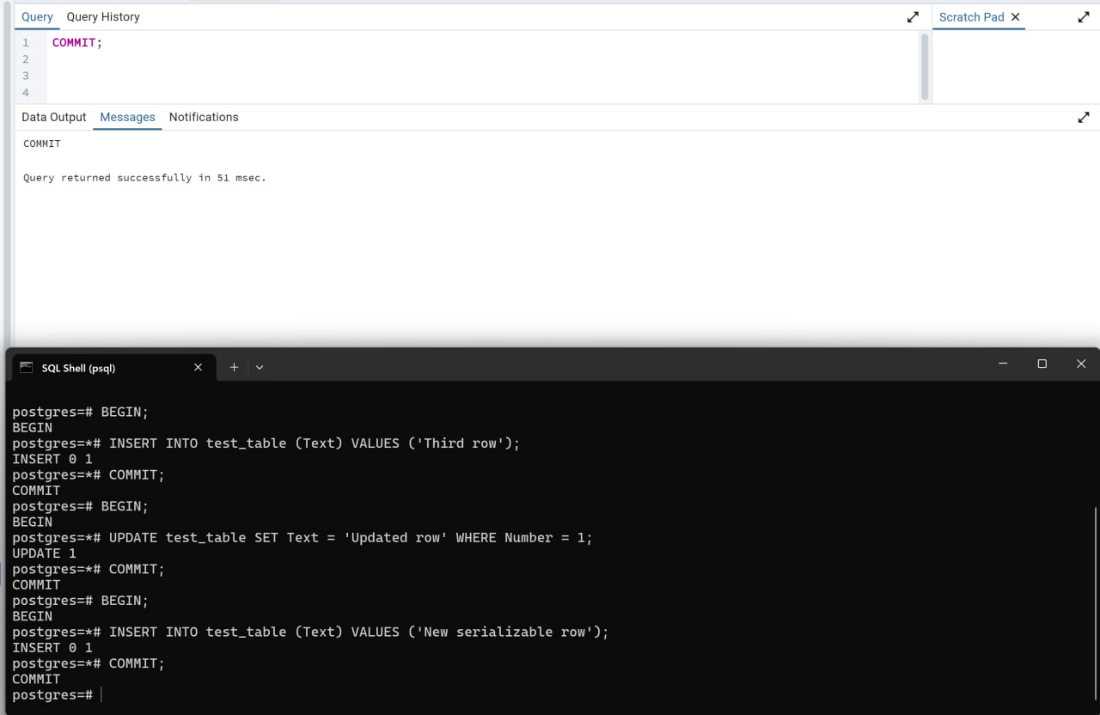 Query Query History Scratch Pad ✕
1 COMMIT;
2
3
4
Data Output Messages Notifications
COMMIT
Query returned successfully in 51 msec.
SQL Shell (psql)
postgres=# BEGIN;
BEGIN
postgres=*# INSERT INTO test_table (Text) VALUES ('Third row');
INSERT 0 1
postgres=*# COMMIT;
COMMIT
postgres=# BEGIN;
BEGIN
postgres=*# UPDATE test_table SET Text = 'Updated row' WHERE Number = 1;
UPDATE 1
postgres=*# COMMIT;
COMMIT
postgres=# BEGIN;
BEGIN
postgres=*# INSERT INTO test_table (Text) VALUES ('New serializable row');
INSERT 0 1
postgres=*# COMMIT;
COMMIT
postgres=#